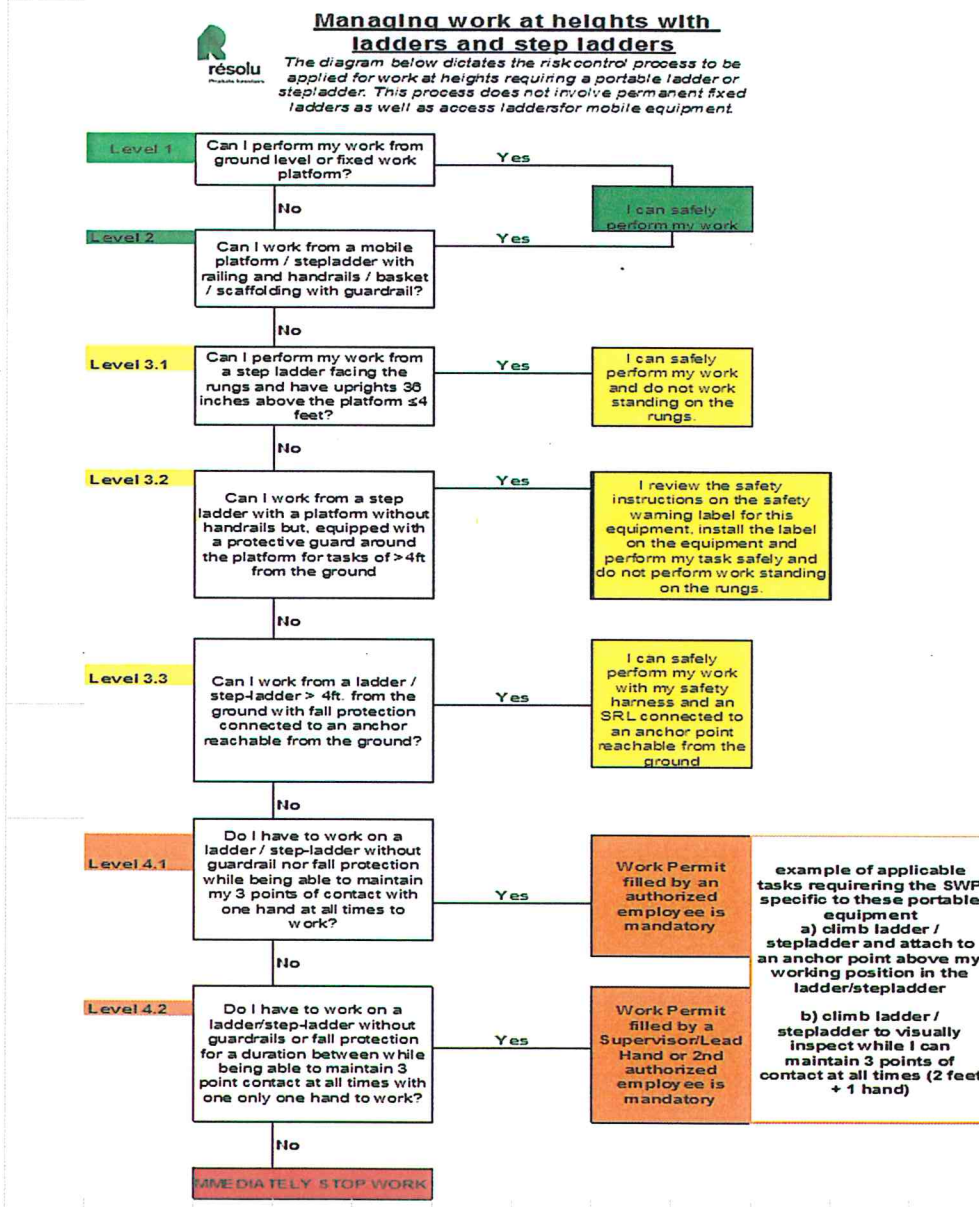 Managing work at heights with
ladders and step ladders
résolu
The diagram below dictates the risk control process to be
applied for work at heights requiring a portable ladder or
stepladder. This process does not involve permanent fixed
ladders as well as access laddersfor mobile equipment.
Level 1
Can I perform my work from
ground level or fixed work
platform?
Yes
I can safely
perform my work
No
Level 2
Can I work from a mobile
platform / stepladder with
railing and handrails / basket
/ scaffolding with guardrail?
Yes
No
Level 3.1
Can I perform my work from
a step ladder facing the
rungs and have uprights 36
inches above the platform ≤4
feet?
Yes
I can safely
perform my work
and do not work
standing on the
rungs.
No
Level 3.2
Can I work from a step
ladder with a platform without
handrails but, equipped with
a protective guard around
the platform for tasks of >4ft
from the ground
Yes
I review the safety
instructions on the safety
warning label for this
equipment, install the label
on the equipment and
perform my task safely and
do not perform work standing
on the rungs.
No
Level 3.3
Can I work from a ladder /
step-ladder > 4ft. from the
ground with fall protection
connected to an anchor
reachable from the ground?
Yes
I can safely
perform my work
with my safety
harness and an
SRL connected to
an anchor point
reachable from the
ground
No
Level 4.1
Do I have to work on a
ladder / step-ladder without
guardrail nor fall protection
while being able to maintain
my 3 points of contact with
one hand at all times to
work?
Yes
Work Permit
filled by an
authorized
employee is
mandatory
No
Level 4.2
Do I have to work on a
ladder/step-ladder without
guardrails or fall protection
for a duration between while
being able to maintain 3
point contact at all times with
one only one hand to work?
Yes
Work Permit
filled by a
Supervisor/Lead
Hand or 2nd
authorized
employee is
mandatory
example of applicable
tasks requirering the SWP
specific to these portable
equipment
a) climb ladder /
stepladder and attach to
an anchor point above my
working position in the
ladder/stepladder
b) climb ladder /
stepladder to visually
inspect while I can
maintain 3 points of
contact at all times (2 feet
+ 1 hand)
No
MMEDIATELY STOP WORK